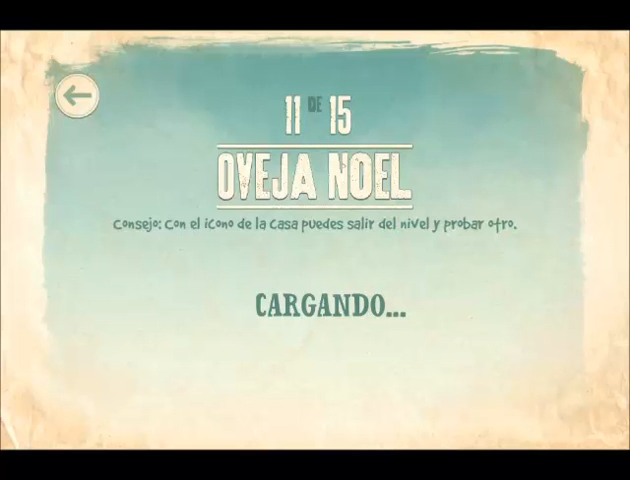 11 DE 15
OVEJA NOEL
Consejo: Con el icono de la casa puedes salir del nivel y probar otro.
CARGANDO...